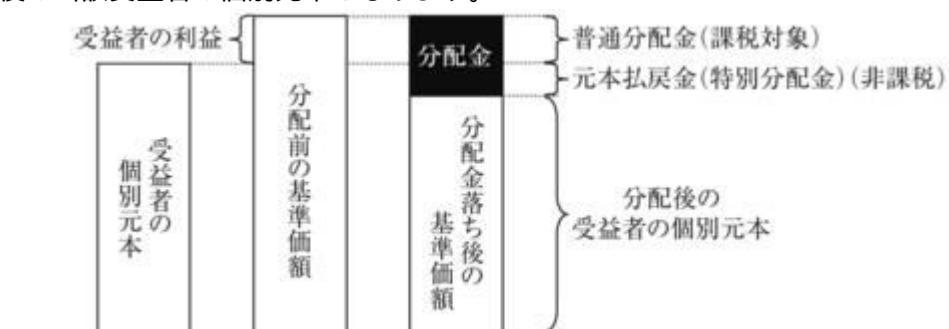 受益者の利益
分配金
普通分配金(課税対象)
元本払戻金(特別分配金)(非課税)
受益者の
個別元本
分配前の基準価額
分配金落ち後の
基準価額
分配後の
受益者の個別元本